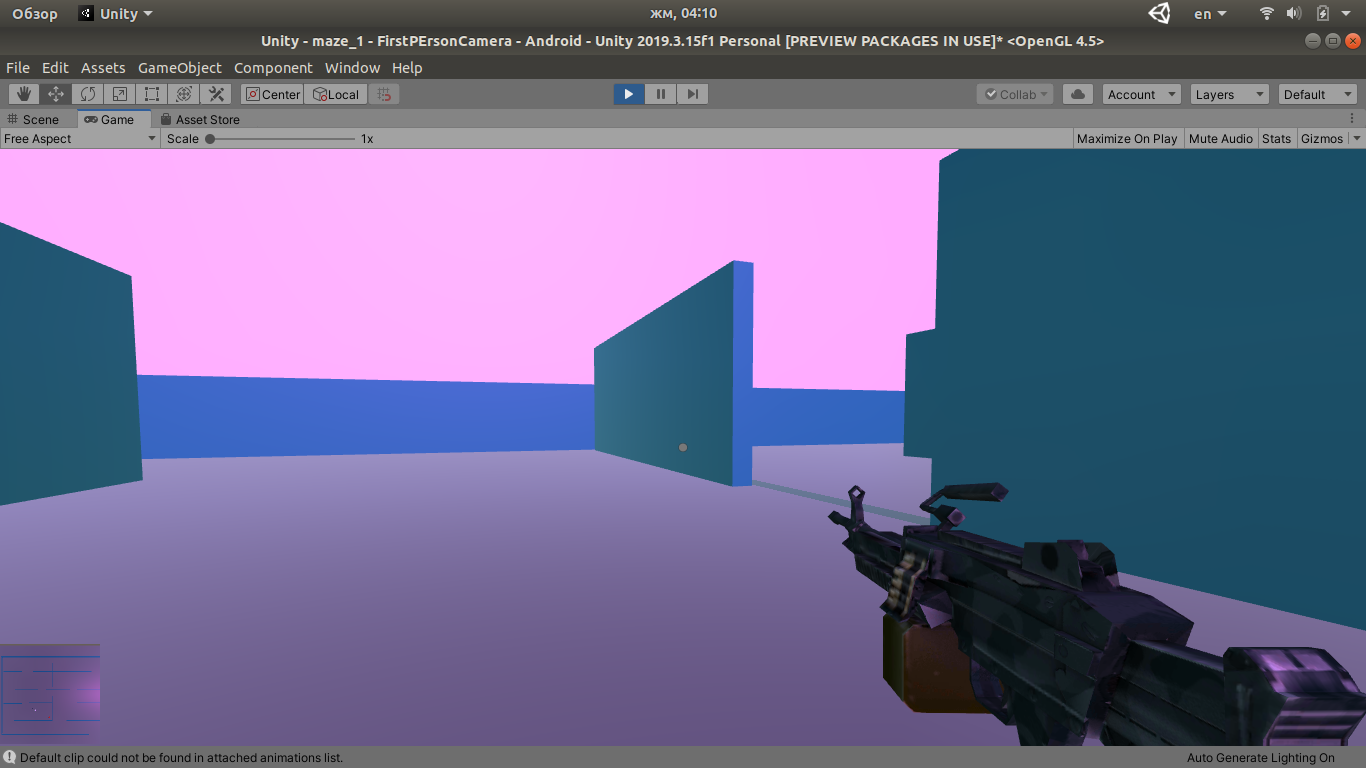 Обзор Unity жм, 04:10 en
Unity - maze_1 - FirstPErsonCamera - Android - Unity 2019.3.15f1 Personal [PREVIEW PACKAGES IN USE]* <OpenGL 4.5>
File Edit Assets GameObject Component Window Help
Center Local Collab Account Layers Default
Scene Game Asset Store
Free Aspect Scale 1x Maximize On Play Mute Audio Stats Gizmos
Default clip could not be found in attached animations list. Auto Generate Lighting On